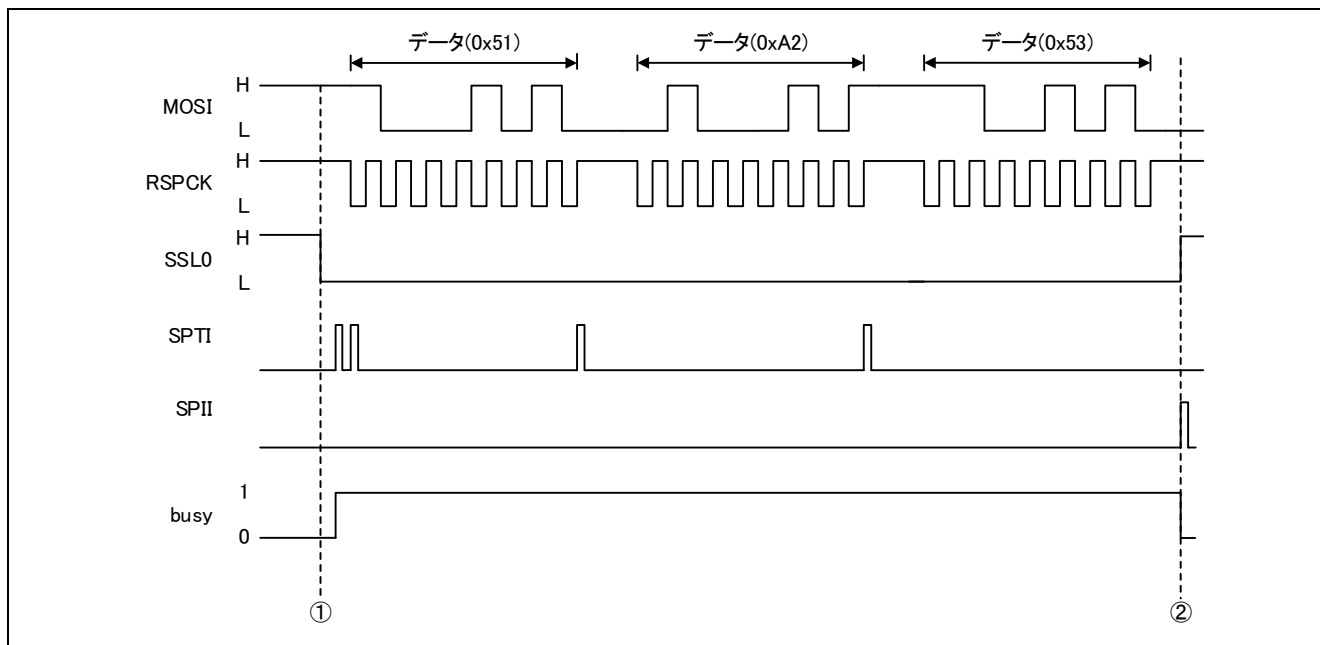 データ(0x51) データ(0xA2) データ(0x53)
MOSI H L
RSPCK H L
SSL0 H L
SPTI
SPII
busy 1 0
① ②